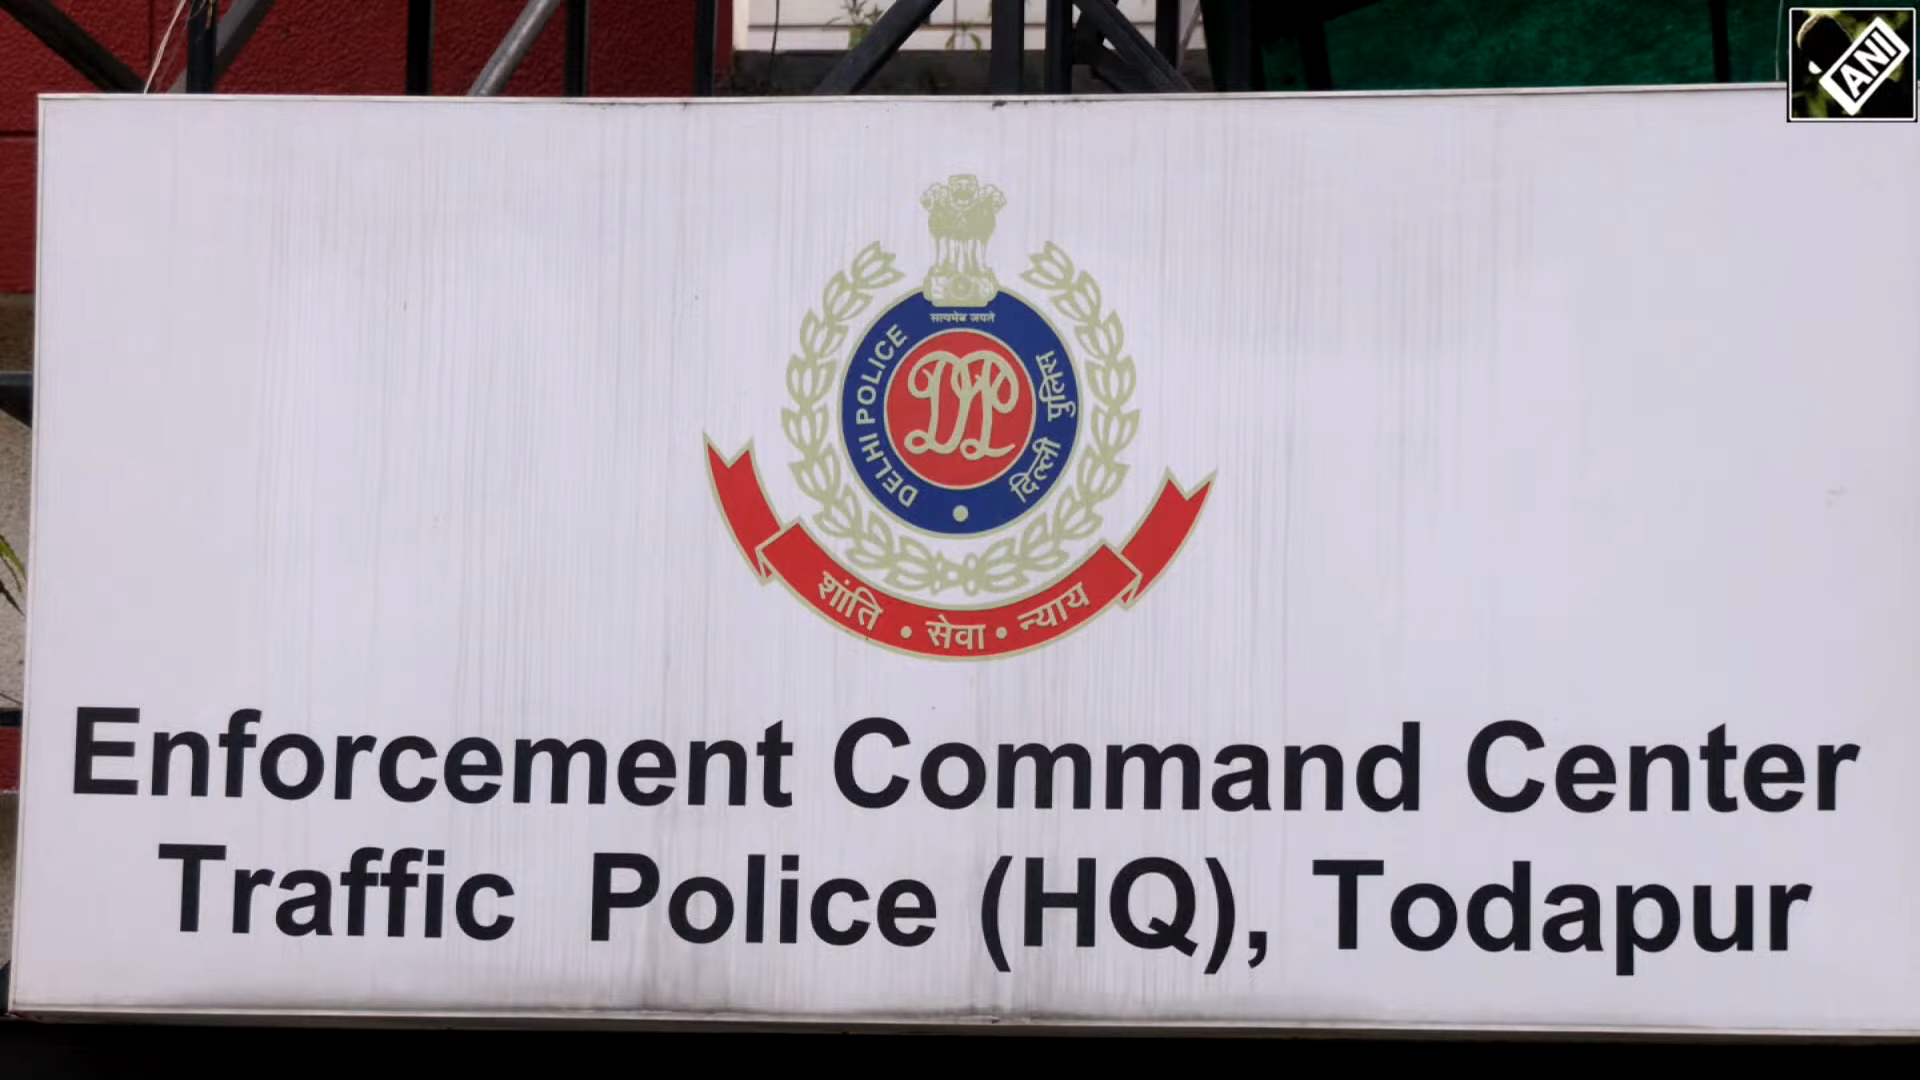 ANI
सत्यमेव जयते
DELHI POLICE
दिल्ली पुलिस
DP
शांति • सेवा • न्याय
Enforcement Command Center
Traffic Police (HQ), Todapur